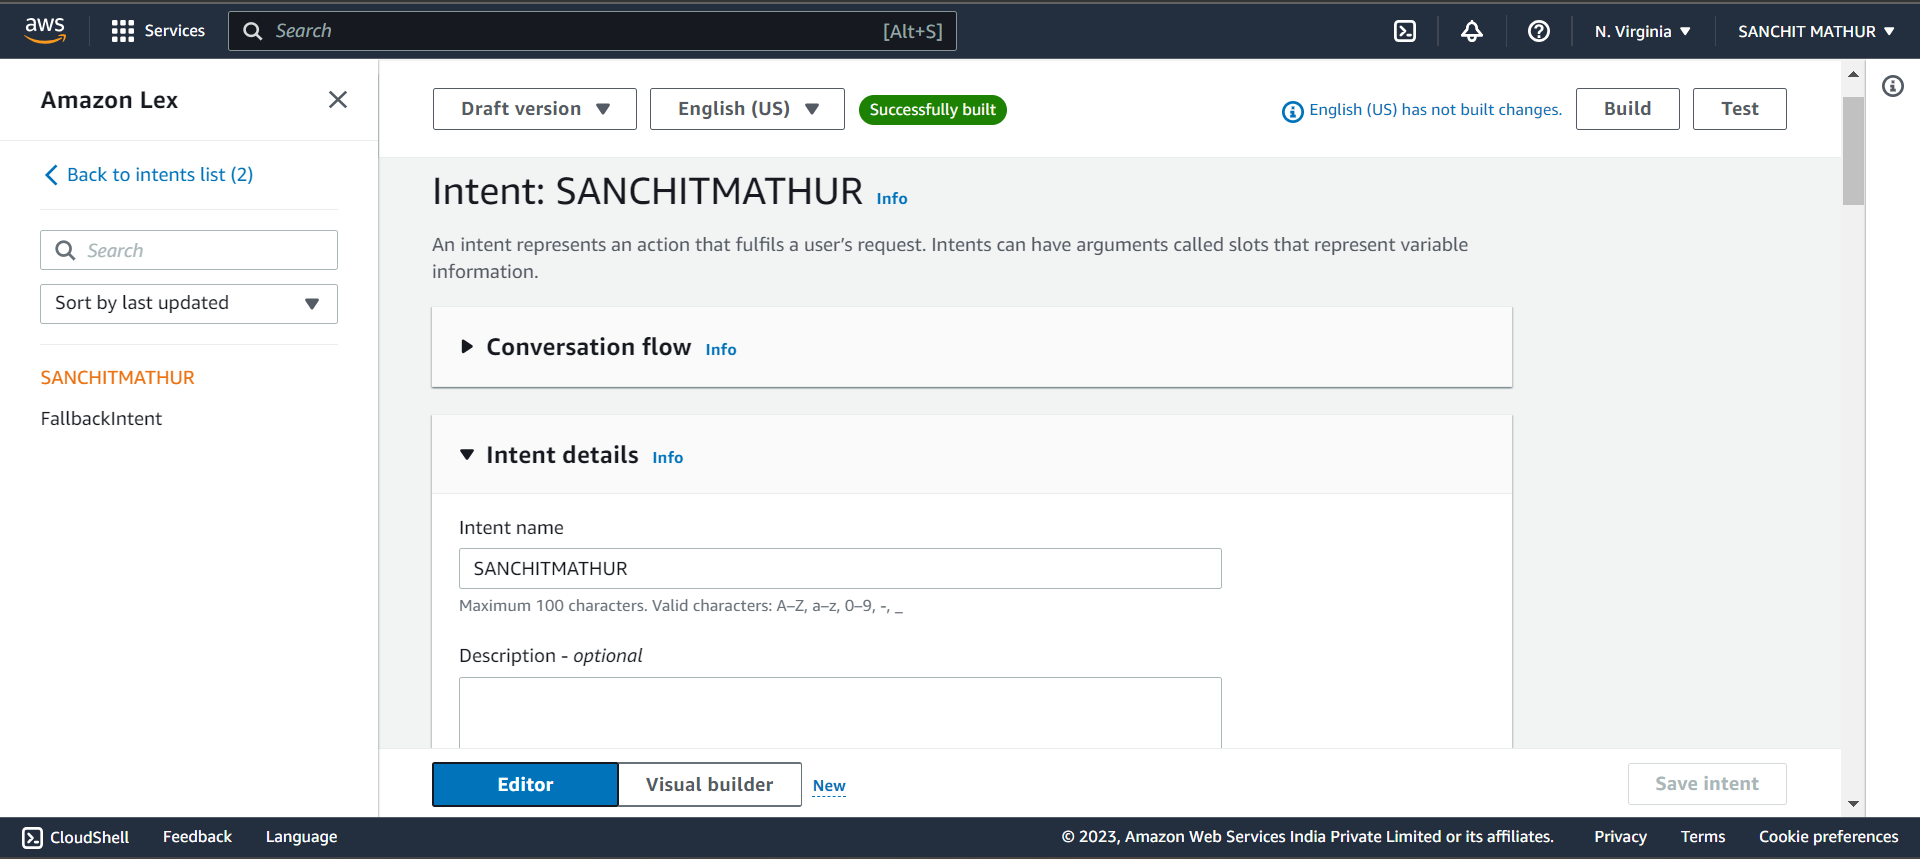 aws
Services
Search
[Alt+S]
N. Virginia
SANCHIT MATHUR
Amazon Lex
Back to intents list (2)
Search
Sort by last updated
SANCHITMATHUR
FallbackIntent
Draft version
English (US)
Successfully built
English (US) has not built changes.
Build
Test
Intent: SANCHITMATHUR Info
An intent represents an action that fulfils a user’s request. Intents can have arguments called slots that represent variable
information.
Conversation flow Info
Intent details Info
Intent name
SANCHITMATHUR
Maximum 100 characters. Valid characters: A–Z, a–z, 0–9, -, _
Description - optional
Editor
Visual builder
New
Save intent
CloudShell
Feedback
Language
© 2023, Amazon Web Services India Private Limited or its affiliates.
Privacy
Terms
Cookie preferences